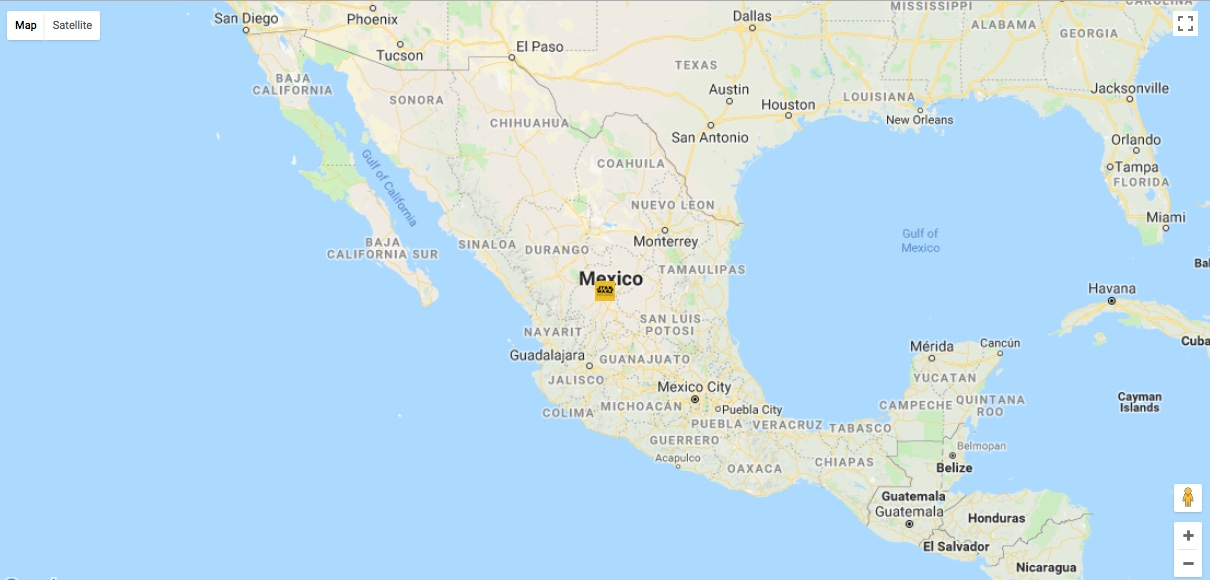 Map
Satellite
San Diego
Phoenix
Tucson
El Paso
Dallas
MISSISSIPPI
ALABAMA
GEORGIA
TEXAS
BAJA
CALIFORNIA
SONORA
CHIHUAHUA
Austin
Houston
San Antonio
LOUISIANA
New Orleans
Jacksonville
Orlando
Tampa
FLORIDA
Miami
COAHUILA
Gulf of California
NUEVO LEON
Monterrey
Gulf of
Mexico
BAJA
CALIFORNIA SUR
SINALOA
DURANGO
TAMAULIPAS
Mexico
STAR
WARS
Havana
Cuba
SAN LUIS
POTOSI
NAYARIT
Guadalajara
GUANAJUATO
JALISCO
Mexico City
COLIMA
MICHOACÁN
Puebla City
PUEBLA
VERACRUZ
TABASCO
GUERRERO
Acapulco
OAXACA
CHIAPAS
Mérida
Cancún
YUCATAN
CAMPECHE
QUINTANA
ROO
Cayman
Islands
Belmopan
Belize
Guatemala
Guatemala
Honduras
El Salvador
Nicaragua